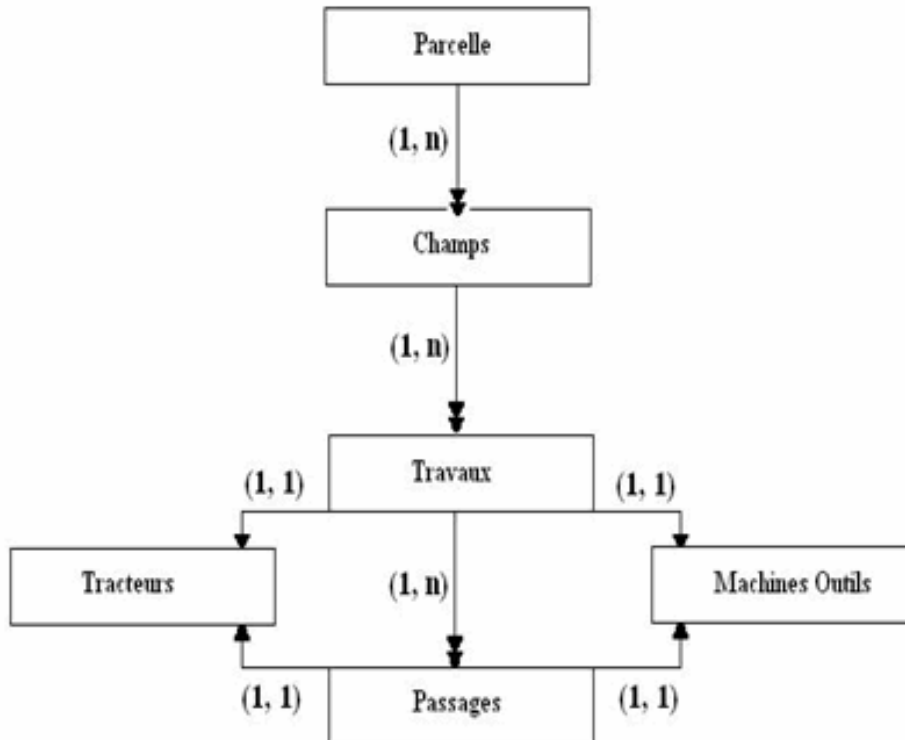 Parcelle
(1, n)
Champs
(1, n)
Travaux
(1, 1)
(1, 1)
Tracteurs
(1, n)
Machines Outils
(1, 1)
Passages
(1, 1)